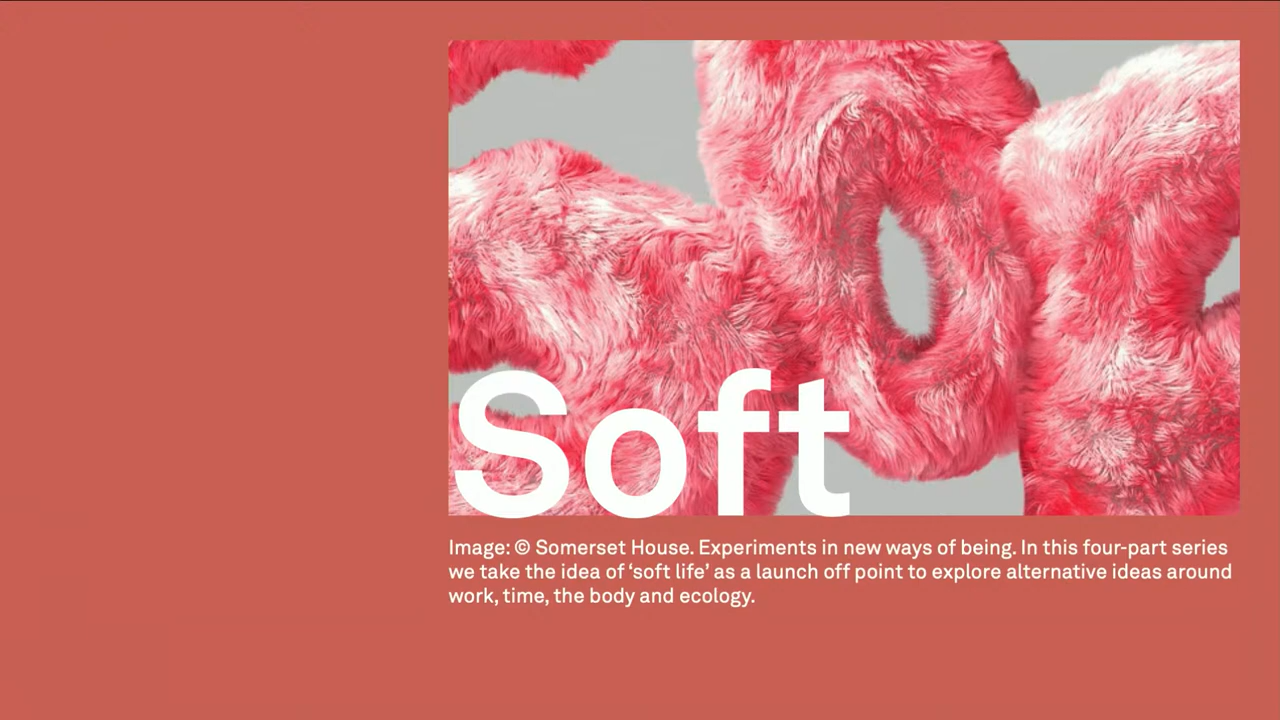 Soft
Image: © Somerset House. Experiments in new ways of being. In this four-part series
we take the idea of ‘soft life’ as a launch off point to explore alternative ideas around
work, time, the body and ecology.